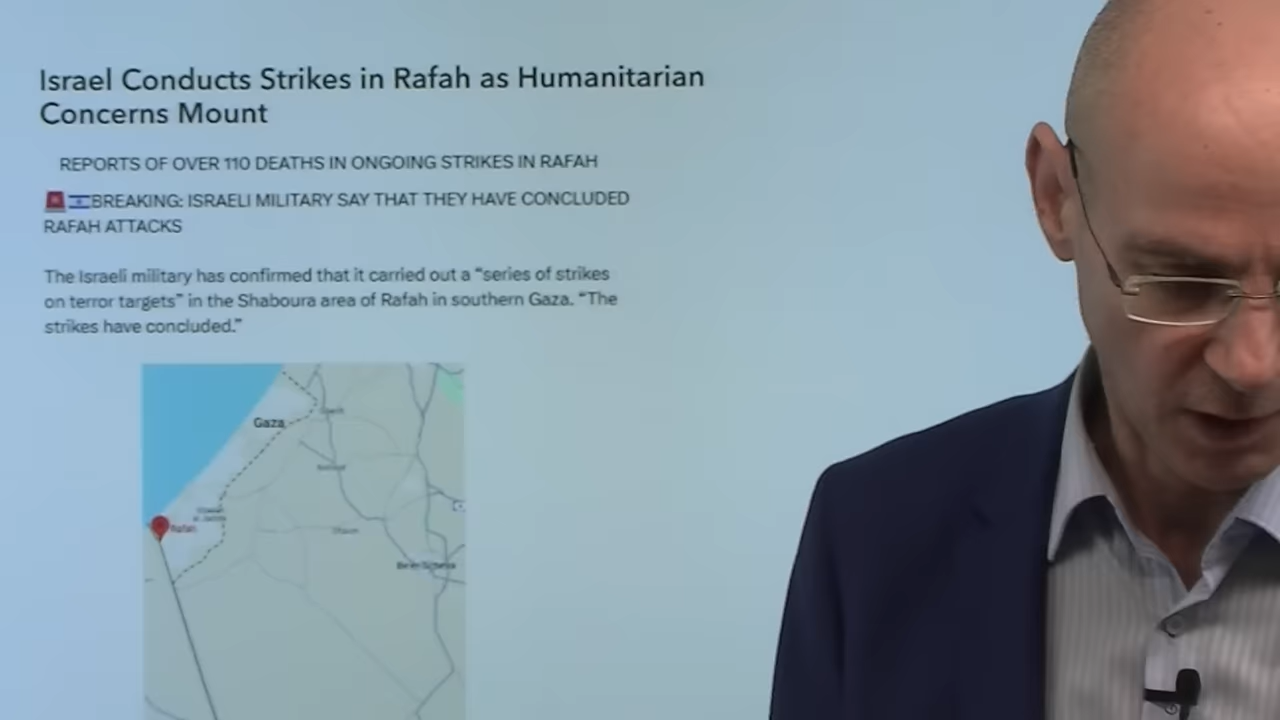 Israel Conducts Strikes in Rafah as Humanitarian
Concerns Mount
REPORTS OF OVER 110 DEATHS IN ONGOING STRIKES IN RAFAH
BREAKING: ISRAELI MILITARY SAY THAT THEY HAVE CONCLUDED
RAFAH ATTACKS
The Israeli military has confirmed that it carried out a “series of strikes
on terror targets” in the Shaboura area of Rafah in southern Gaza. “The
strikes have concluded.”
Gaza
Rafah